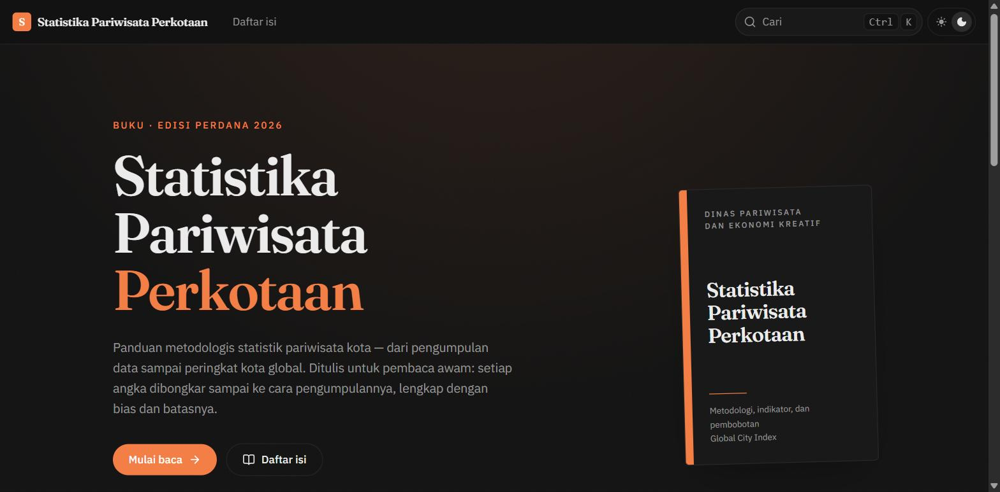 S Statistika Pariwisata Perkotaan Daftar isi Cari Ctrl K
BUKU · EDISI PERDANA 2026
Statistika
Pariwisata
Perkotaan
Panduan metodologis statistik pariwisata kota — dari pengumpulan
data sampai peringkat kota global. Ditulis untuk pembaca awam: setiap
angka dibongkar sampai ke cara pengumpulannya, lengkap dengan
bias dan batasnya.
Mulai baca Daftar isi
DINAS PARIWISATA
DAN EKONOMI KREATIF
Statistika
Pariwisata
Perkotaan
Metodologi, indikator, dan
pembobotan
Global City Index